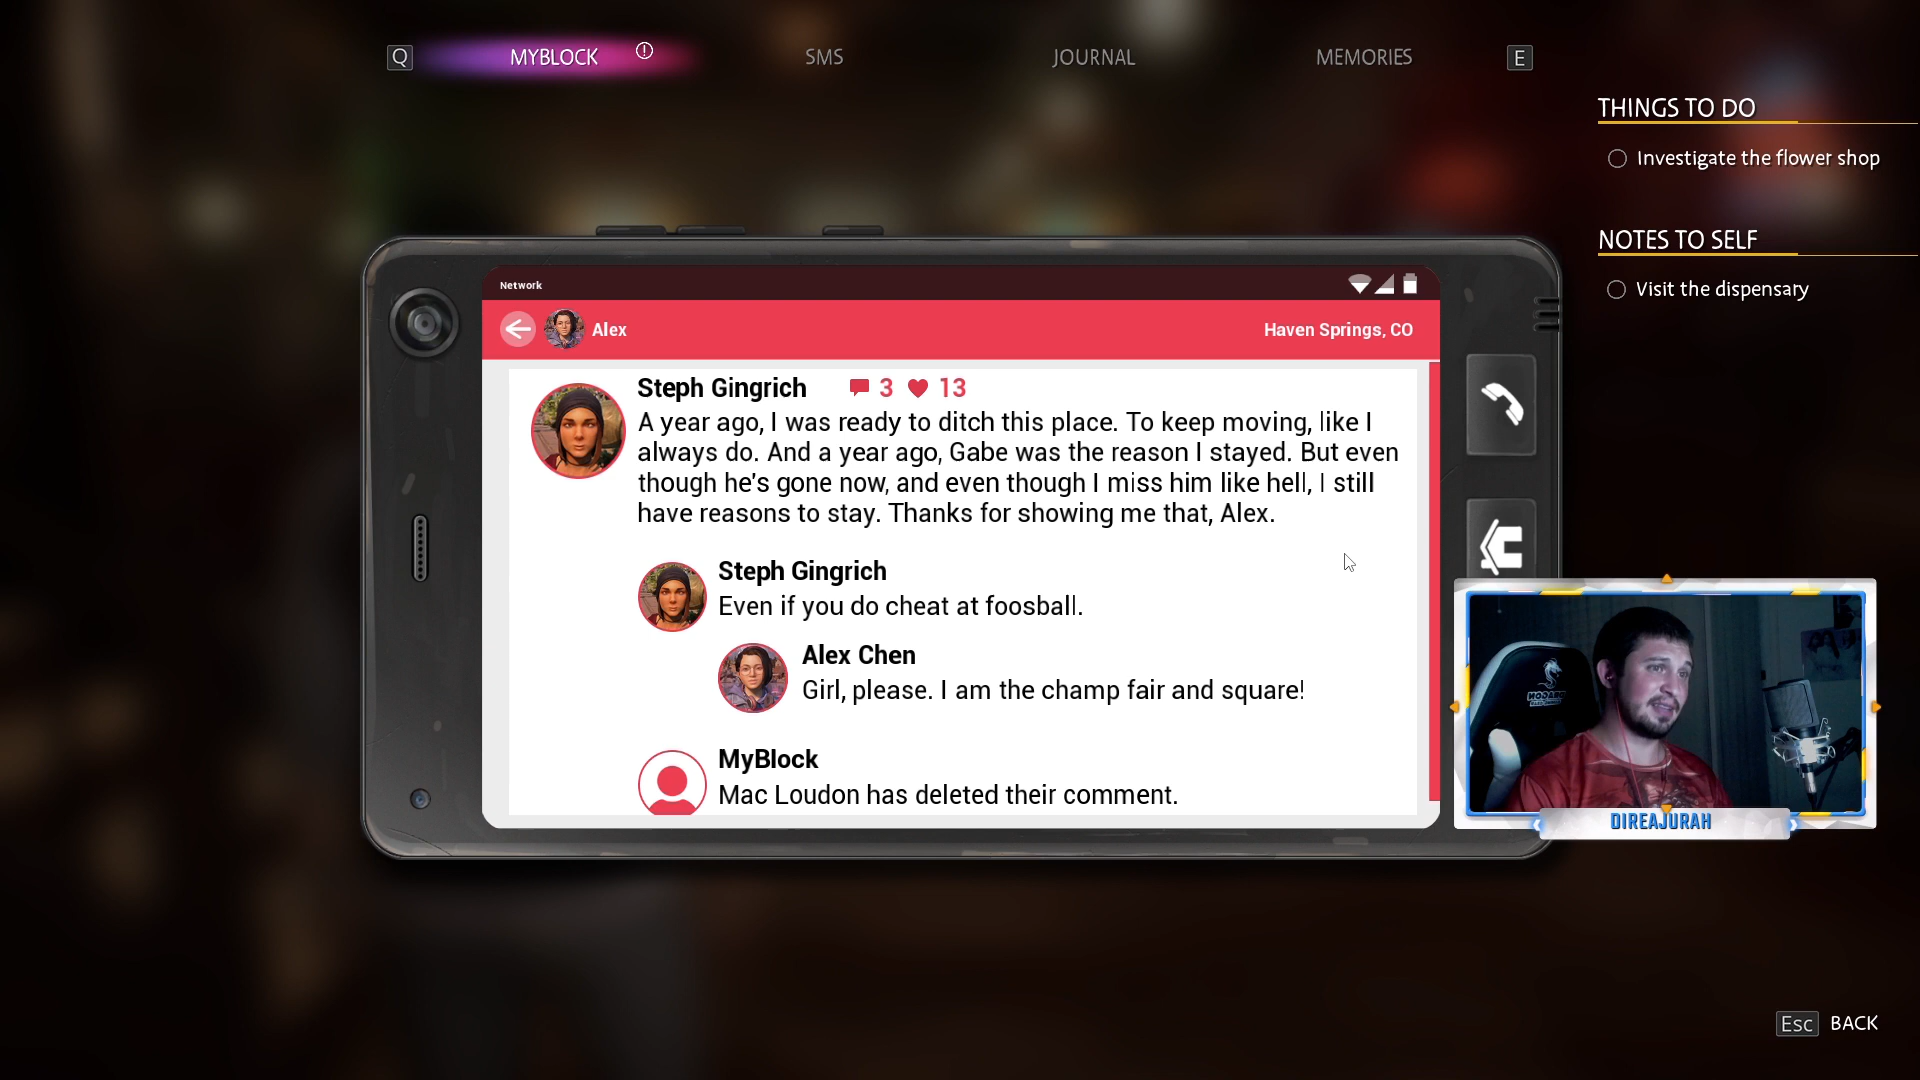 Q
MYBLOCK
SMS
JOURNAL
MEMORIES
E
THINGS TO DO
Investigate the flower shop
NOTES TO SELF
Visit the dispensary
Network
Alex
Haven Springs, CO
Steph Gingrich 3 13
A year ago, I was ready to ditch this place. To keep moving, like I
always do. And a year ago, Gabe was the reason I stayed. But even
though he's gone now, and even though I miss him like hell, I still
have reasons to stay. Thanks for showing me that, Alex.
Steph Gingrich
Even if you do cheat at foosball.
Alex Chen
Girl, please. I am the champ fair and square!
MyBlock
Mac Loudon has deleted their comment.
DIREAJURAH
Esc BACK